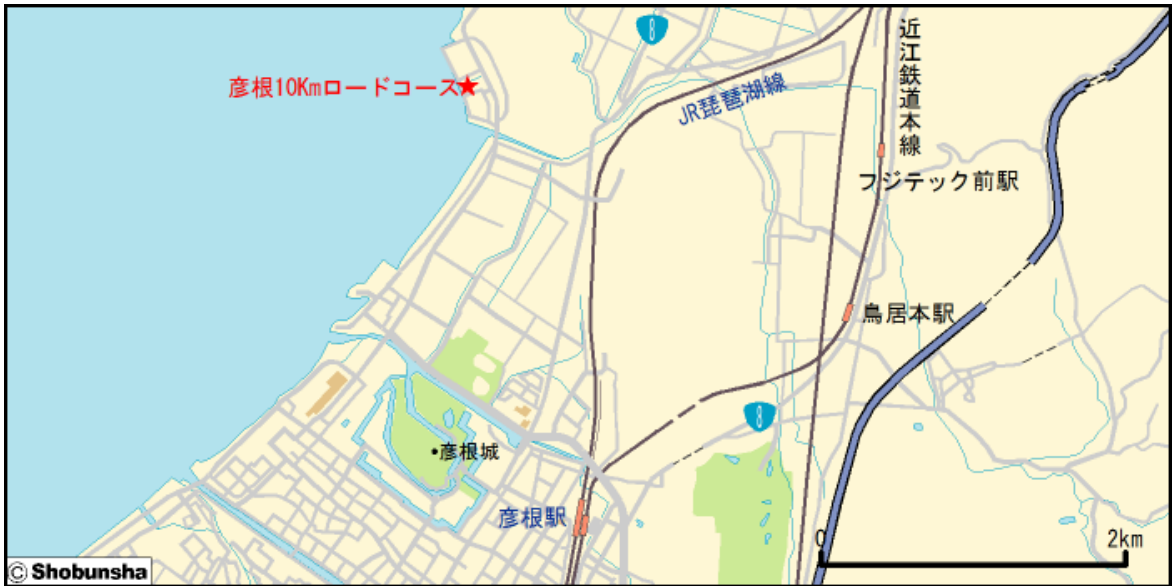 8
近江鉄道本線
彦根10Kmロードコース★
JR琵琶湖線
フジテック前駅
鳥居本駅
8
•彦根城
彦根駅
0 2km
© Shobunsha